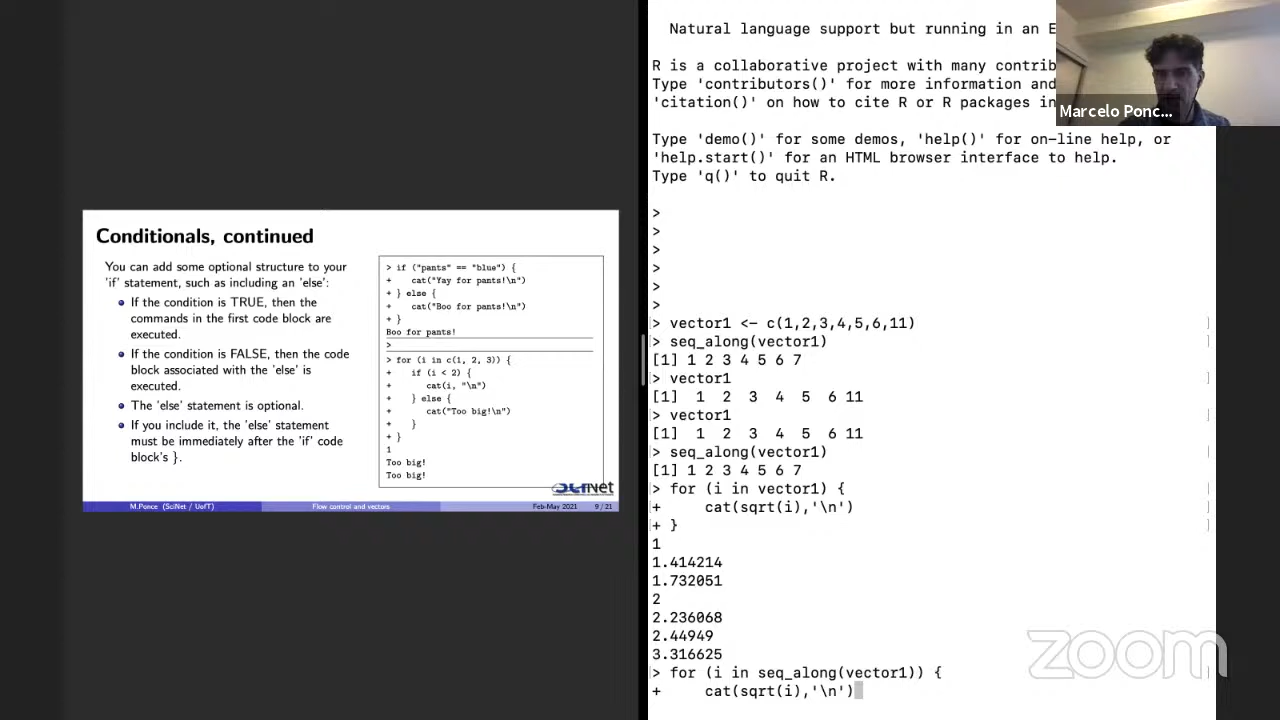 Conditionals, continued
You can add some optional structure to your
'if' statement, such as including an 'else':
If the condition is TRUE, then the
commands in the first code block are
executed.
If the condition is FALSE, then the code
block associated with the 'else' is
executed.
The 'else' statement is optional.
If you include it, the 'else' statement
must be immediately after the 'if' code
block's }.
> if ("pants" == "blue") {
+ cat("Yay for pants!\n")
+ } else {
+ cat("Boo for pants!\n")
+ }
Boo for pants!
>
> for (i in c(1, 2, 3)) {
+ if (i < 2) {
+ cat(i, "\n")
+ } else {
+ cat("Too big!\n")
+ }
+ }
1
Too big!
Too big!
SciNet
M.Ponce (SciNet / UofT)
Flow control and vectors
Feb-May 2021
9 / 21
Natural language support but running in an E
R is a collaborative project with many contrib
Type 'contributors()' for more information and
'citation()' on how to cite R or R packages in
Type 'demo()' for some demos, 'help()' for on-line help, or
'help.start()' for an HTML browser interface to help.
Type 'q()' to quit R.
>
>
>
>
>
>
> vector1 <- c(1,2,3,4,5,6,11)
> seq_along(vector1)
[1] 1 2 3 4 5 6 7
> vector1
[1] 1 2 3 4 5 6 11
> vector1
[1] 1 2 3 4 5 6 11
> seq_along(vector1)
[1] 1 2 3 4 5 6 7
> for (i in vector1) {
+ cat(sqrt(i),'\n')
+ }
1
1.414214
1.732051
2
2.236068
2.44949
3.316625
> for (i in seq_along(vector1)) {
+ cat(sqrt(i),'\n')
Marcelo Ponc...
zoom